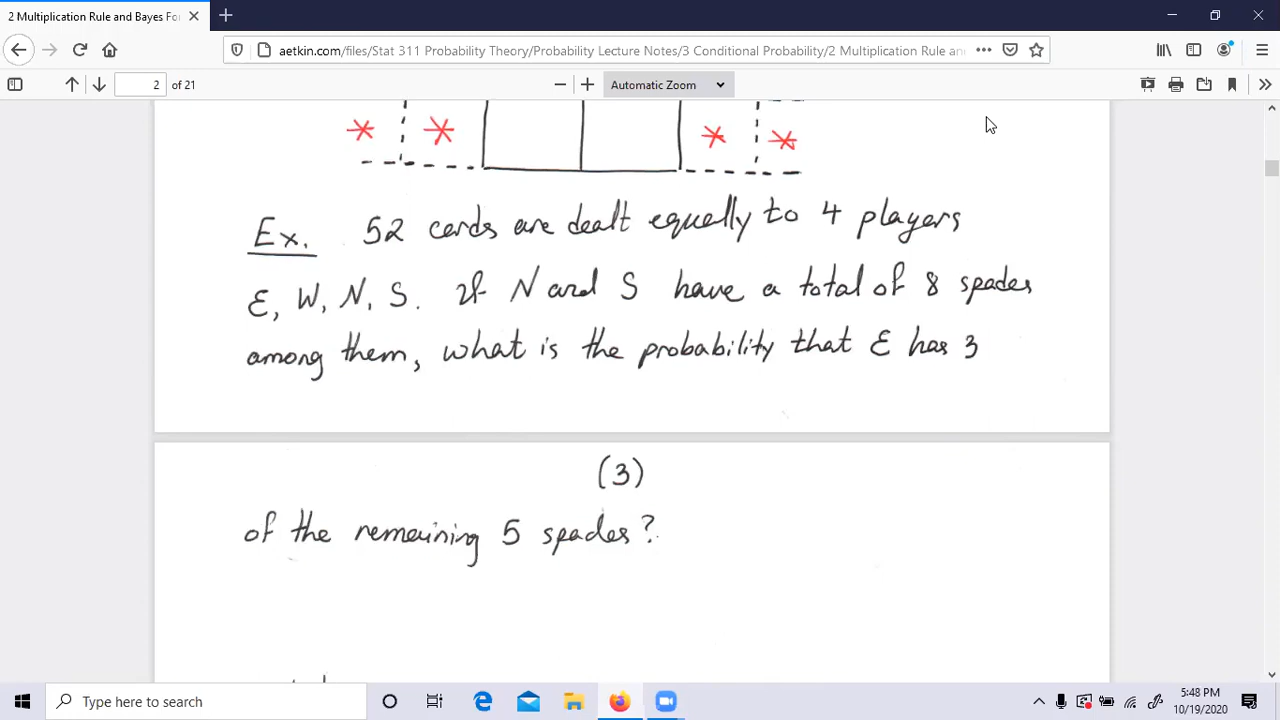 2 Multiplication Rule and Bayes Fo
aetkin.com/files/Stat 311 Probability Theory/Probability Lecture Notes/3 Conditional Probability/2 Multiplication Rule and
2 of 21
Automatic Zoom
Ex. 52 cards are dealt equally to 4 players
E, W, N, S. If N and S have a total of 8 spades
among them, what is the probability that E has 3
(3)
of the remaining 5 spades?
Type here to search
5:48 PM
10/19/2020